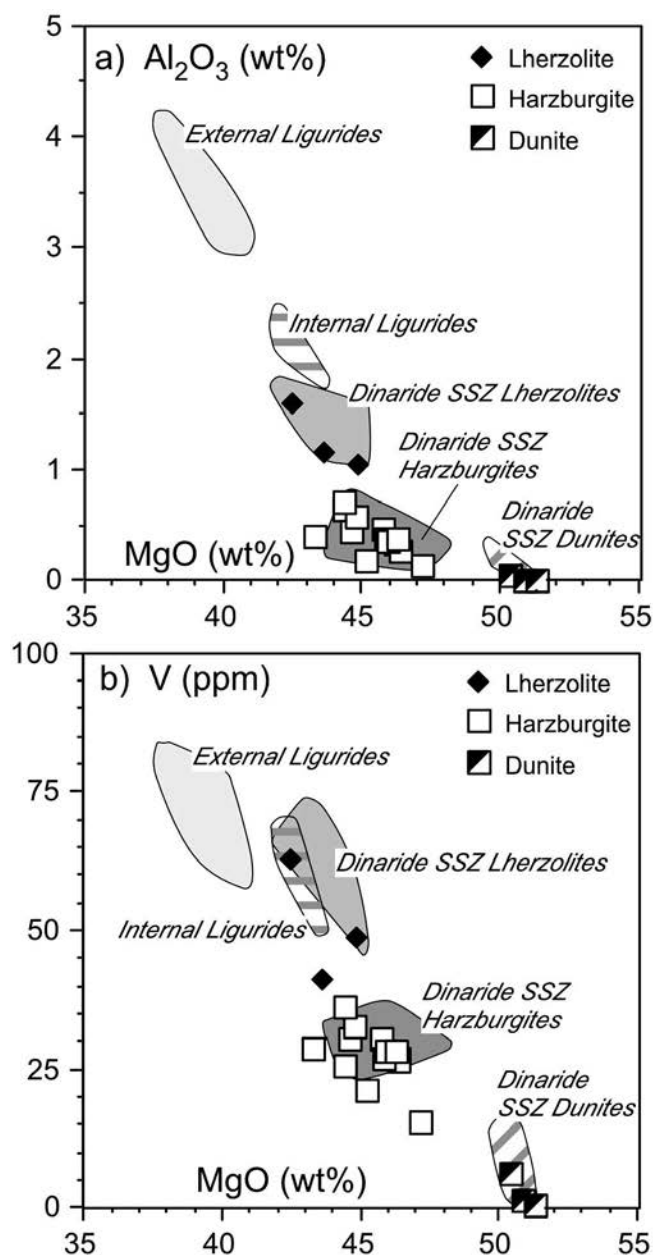 5
a) Al₂O₃ (wt%)
Lherzolite
Harzburgite
Dunite
External Ligurides
4
3
Internal Ligurides
2
Dinaride SSZ Lherzolites
Dinaride SSZ
Harzburgites
1
Dinaride
SSZ Dunites
MgO (wt%)
0
35 40 45 50 55
100
b) V (ppm)
Lherzolite
Harzburgite
Dunite
External Ligurides
75
Dinaride SSZ Lherzolites
Internal Ligurides
50
Dinaride SSZ
Harzburgites
25
Dinaride
SSZ Dunites
MgO (wt%)
0
35 40 45 50 55